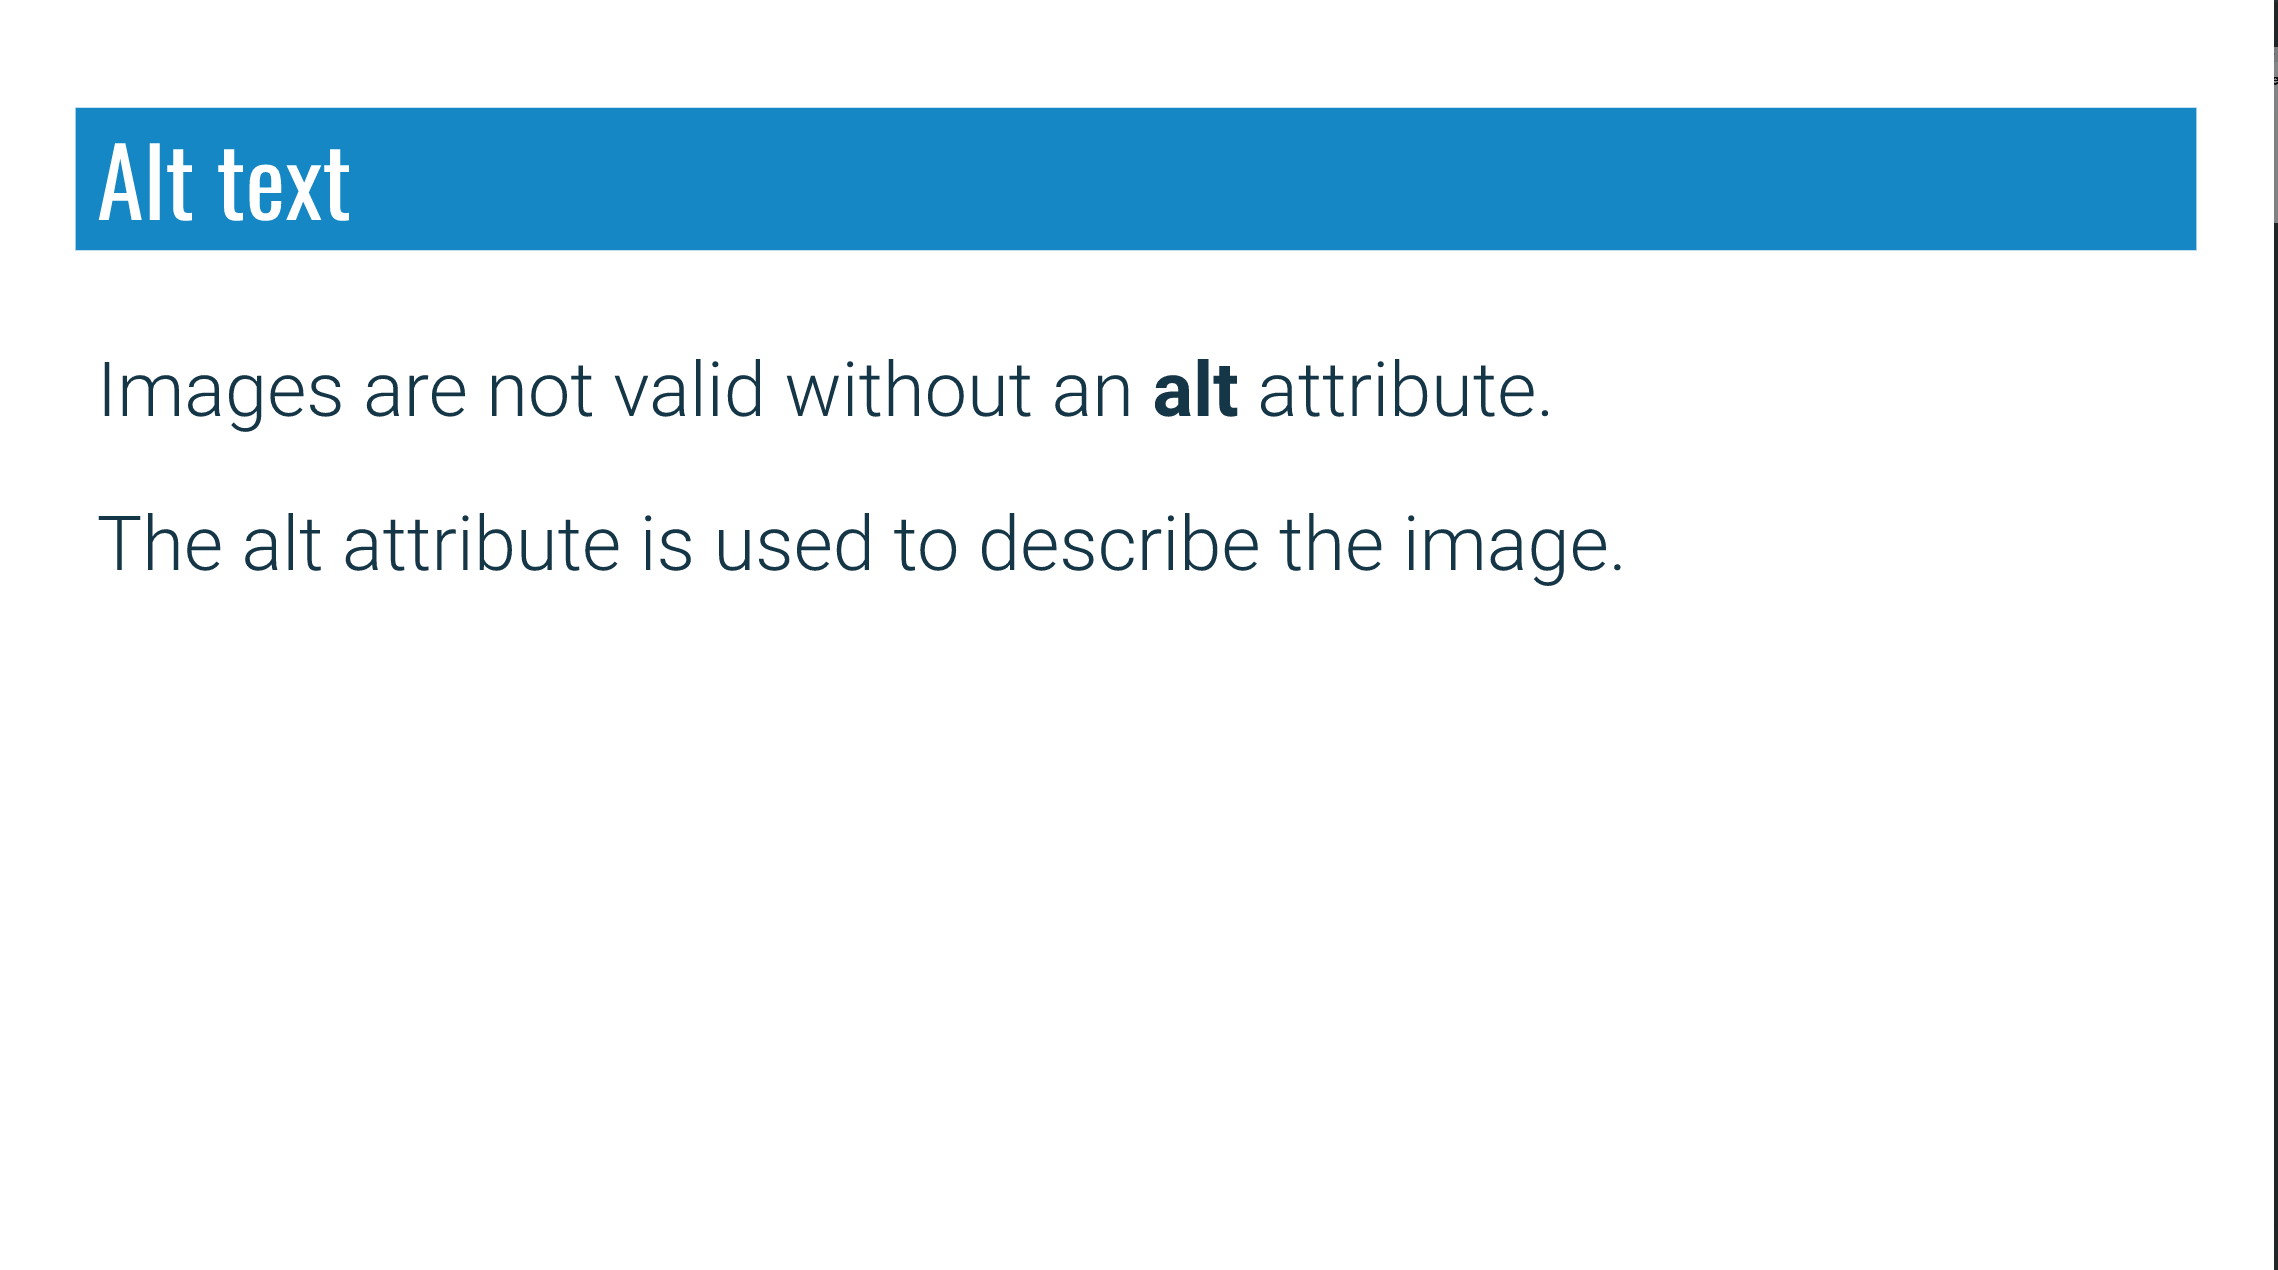 Alt text
Images are not valid without an alt attribute.
The alt attribute is used to describe the image.